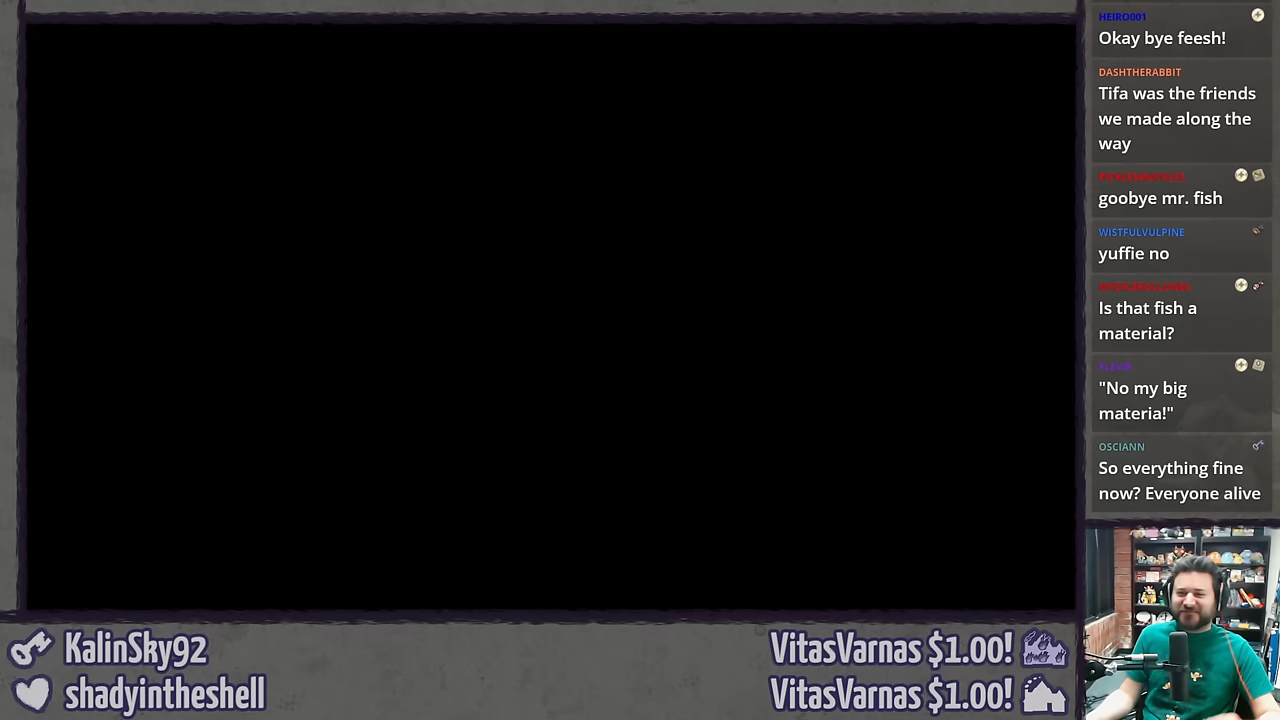 HEIRO001
Okay bye feesh!
DASHTHERABBIT
Tifa was the friends
we made along the
way
goobye mr. fish
WISTFULVULPINE
yuffie no
Is that fish a
material?
"No my big
materia!"
OSCIANN
So everything fine
now? Everyone alive
KalinSky92
shadyintheshell
VitasVarnas $1.00!
VitasVarnas $1.00!